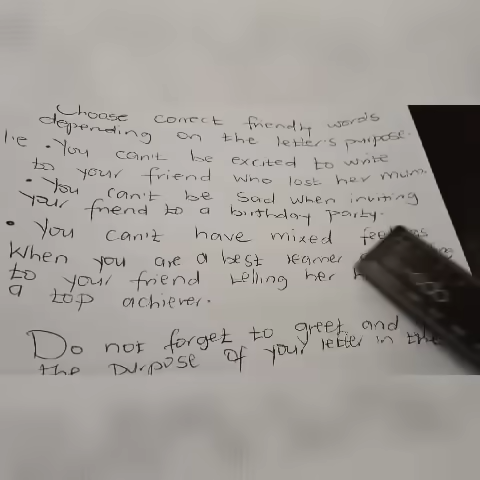 Choose correct friendly words
depending on the letter's purpose.
lie • You can't be excited to write
to your friend who lost her mum.
• You can't be sad when inviting
your friend to a birthday party.
• You can't have mixed feelings
When you are a best learner
to your friend telling her
a top achiever.
Do not forget to greet and
the purpose of your letter in the